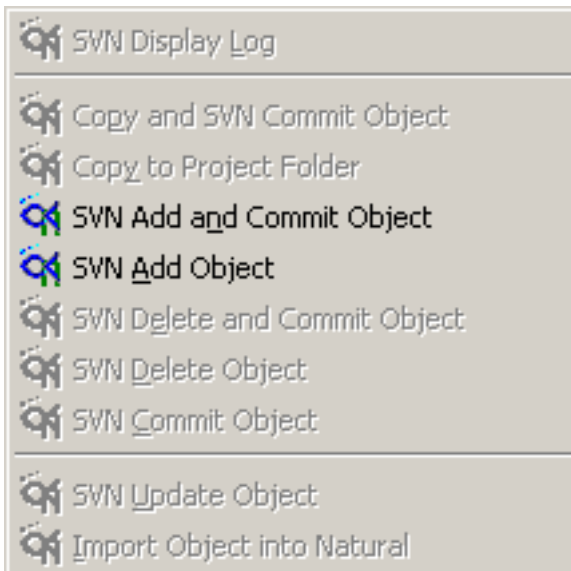 SVN Display Log
Copy and SVN Commit Object
Copy to Project Folder
SVN Add and Commit Object
SVN Add Object
SVN Delete and Commit Object
SVN Delete Object
SVN Commit Object
SVN Update Object
Import Object into Natural